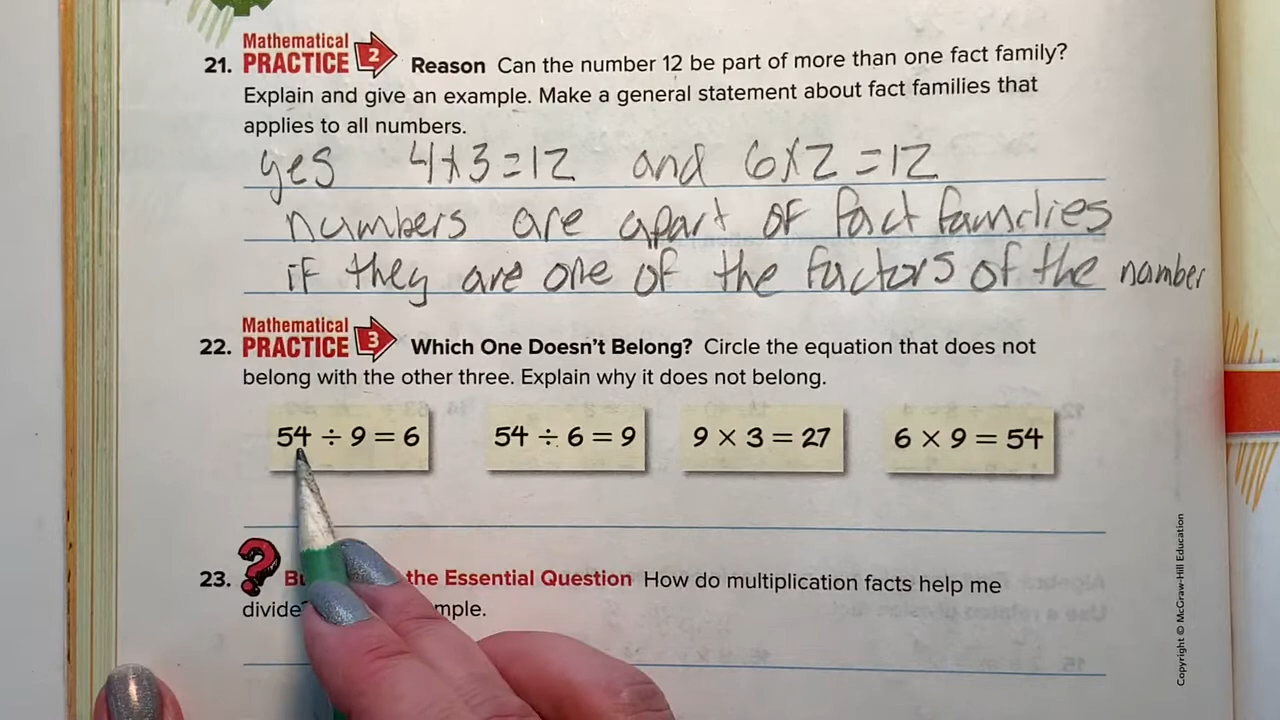 21. Mathematical PRACTICE 2 Reason Can the number 12 be part of more than one fact family?
Explain and give an example. Make a general statement about fact families that
applies to all numbers.
yes 4x3=12 and 6x2=12
numbers are apart of fact families
if they are one of the factors of the number
22. Mathematical PRACTICE 3 Which One Doesn't Belong? Circle the equation that does not
belong with the other three. Explain why it does not belong.
54 ÷ 9 = 6 54 ÷ 6 = 9 9 × 3 = 27 6 × 9 = 54
23. ? the Essential Question How do multiplication facts help me
divide?
Copyright © McGraw-Hill Education